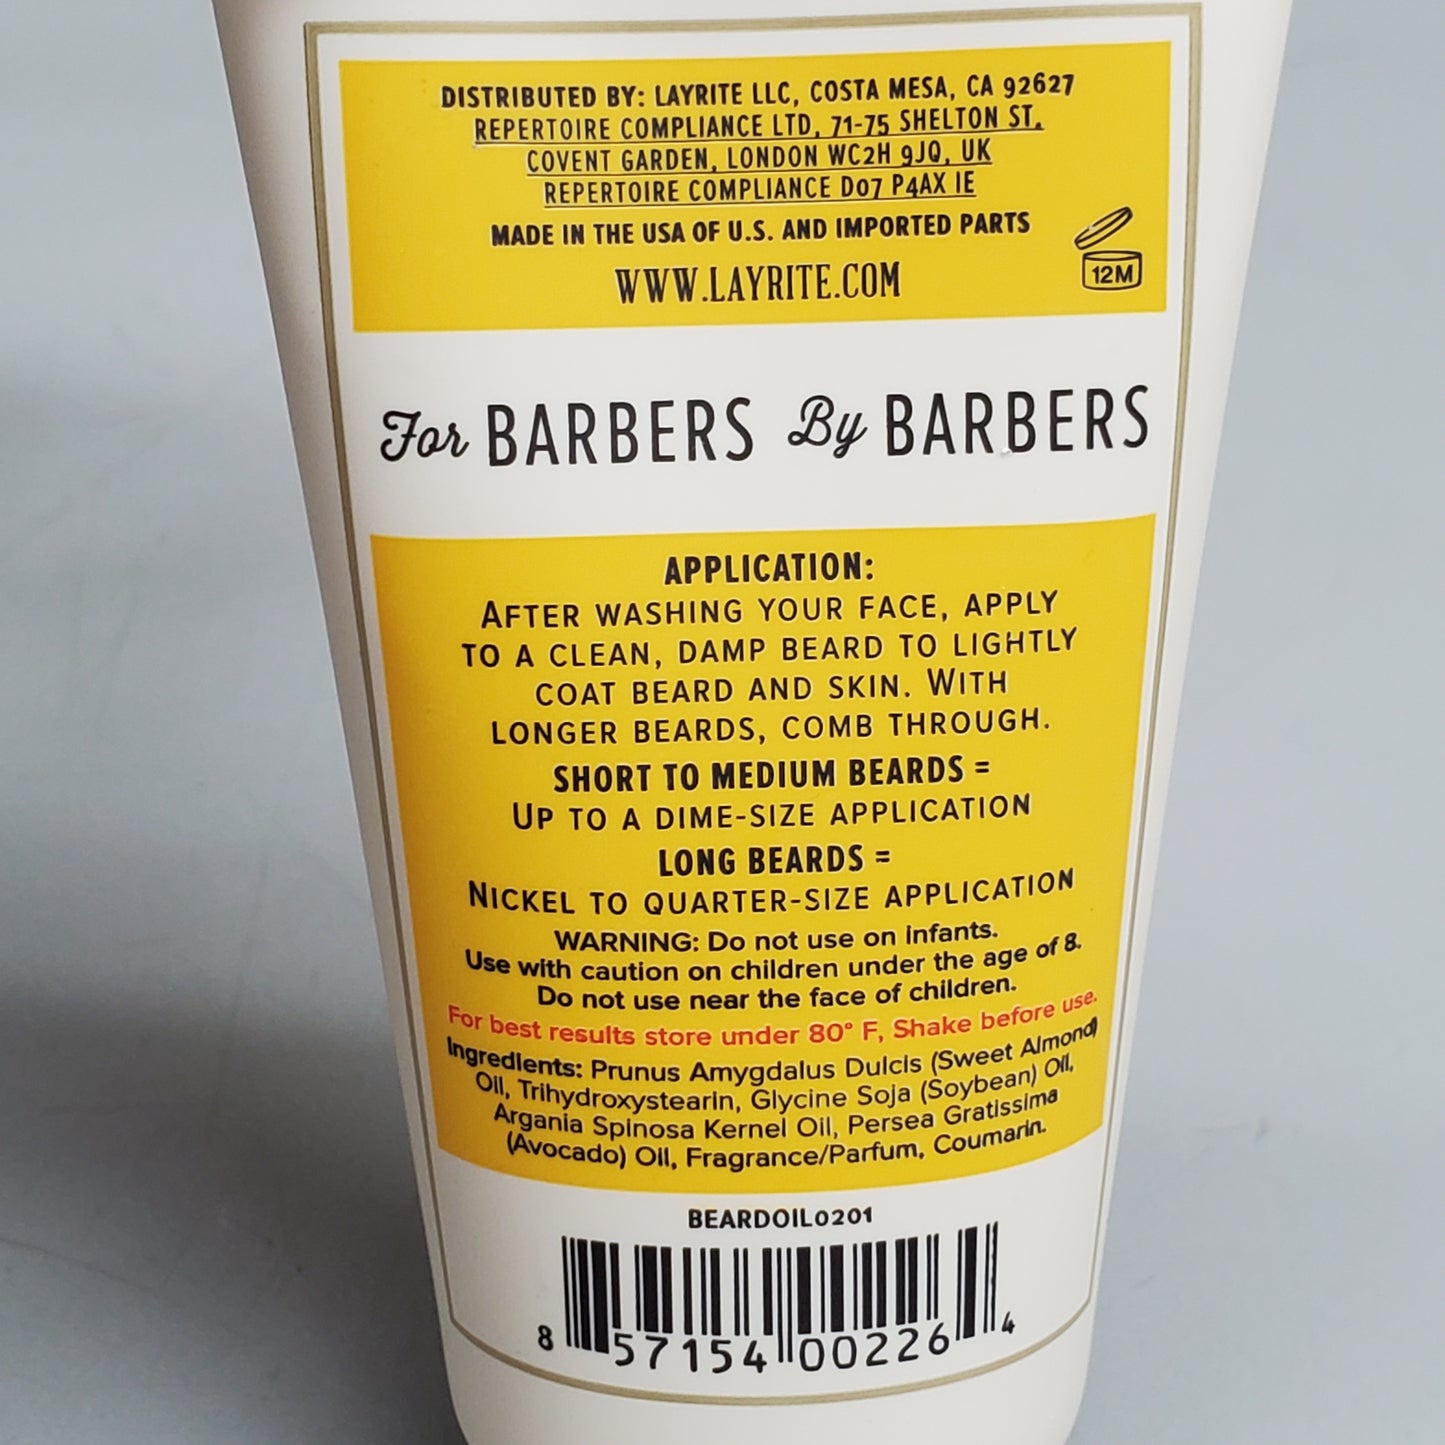 DISTRIBUTED BY: LAYRITE LLC, COSTA MESA, CA 92627
REPERTOIRE COMPLIANCE LTD, 71-75 SHELTON ST,
COVENT GARDEN, LONDON WC2H 9JQ, UK
REPERTOIRE COMPLIANCE D07 P4AX IE
MADE IN THE USA OF U.S. AND IMPORTED PARTS
WWW.LAYRITE.COM
12M
For BARBERS By BARBERS
APPLICATION:
AFTER WASHING YOUR FACE, APPLY
TO A CLEAN, DAMP BEARD TO LIGHTLY
COAT BEARD AND SKIN. WITH
LONGER BEARDS, COMB THROUGH.
SHORT TO MEDIUM BEARDS =
UP TO A DIME-SIZE APPLICATION
LONG BEARDS =
NICKEL TO QUARTER-SIZE APPLICATION
WARNING: Do not use on infants.
Use with caution on children under the age of 8.
Do not use near the face of children.
For best results store under 80° F, Shake before use.
Ingredients: Prunus Amygdalus Dulcis (Sweet Almond)
Oil, Trihydroxystearin, Glycine Soja (Soybean) Oil,
Argania Spinosa Kernel Oil, Persea Gratissima
(Avocado) Oil, Fragrance/Parfum, Coumarin.
BEARDOIL0201
8 57154 00226 4